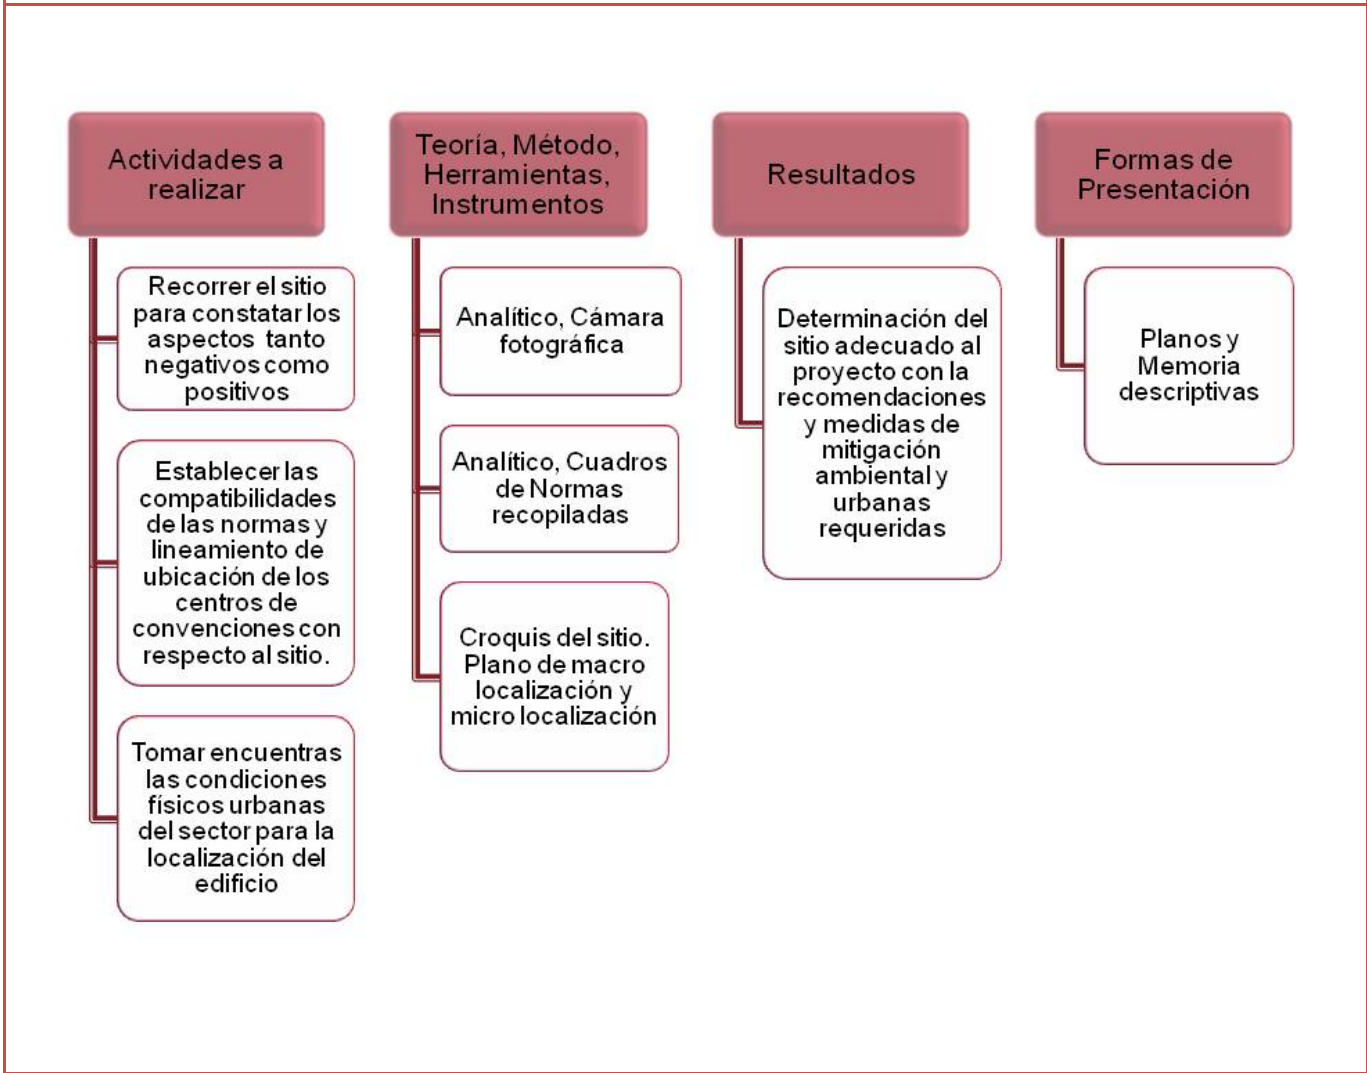 Actividades a
realizar
Recorrer el sitio
para constatar los
aspectos tanto
negativos como
positivos
Establecer las
compatibilidades
de las normas y
lineamiento de
ubicación de los
centros de
convenciones con
respecto al sitio.
Tomar encuentras
las condiciones
físicos urbanas
del sector para la
localización del
edificio
Teoría, Método,
Herramientas,
Instrumentos
Analítico, Cámara
fotográfica
Analítico, Cuadros
de Normas
recopiladas
Croquis del sitio.
Plano de macro
localización y
micro localización
Resultados
Determinación del
sitio adecuado al
proyecto con la
recomendaciones
y medidas de
mitigación
ambiental y
urbanas
requeridas
Formas de
Presentación
Planos y
Memoria
descriptivas